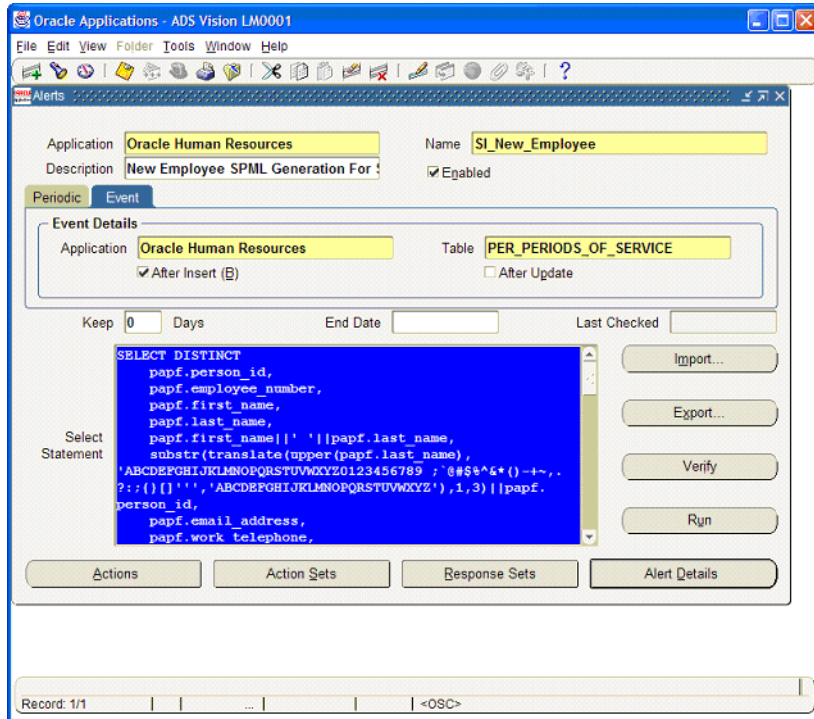 Oracle Applications - ADS Vision LM0001
File Edit View Folder Tools Window Help
Alerts
Application Oracle Human Resources Name SI_New_Employee
Description New Employee SPML Generation For S Enabled
Periodic Event
Event Details
Application Oracle Human Resources Table PER_PERIODS_OF_SERVICE
After Insert (B) After Update
Keep 0 Days End Date Last Checked
Select Statement
SELECT DISTINCT
papf.person_id,
papf.employee_number,
papf.first_name,
papf.last_name,
papf.first_name||' '||papf.last_name,
substr(translate(upper(papf.last_name),
'ABCDEFGHIJKLMNOPQRSTUVWXYZ0123456789 ;`@#$%^&*()-+~,.
?:;{}[]''','ABCDEFGHIJKLMNOPQRSTUVWXYZ'),1,3)||papf.
person_id,
papf.email_address,
papf.work_telephone,
Import...
Export...
Verify
Run
Actions Action Sets Response Sets Alert Details
Record: 1/1 ... <OSC>